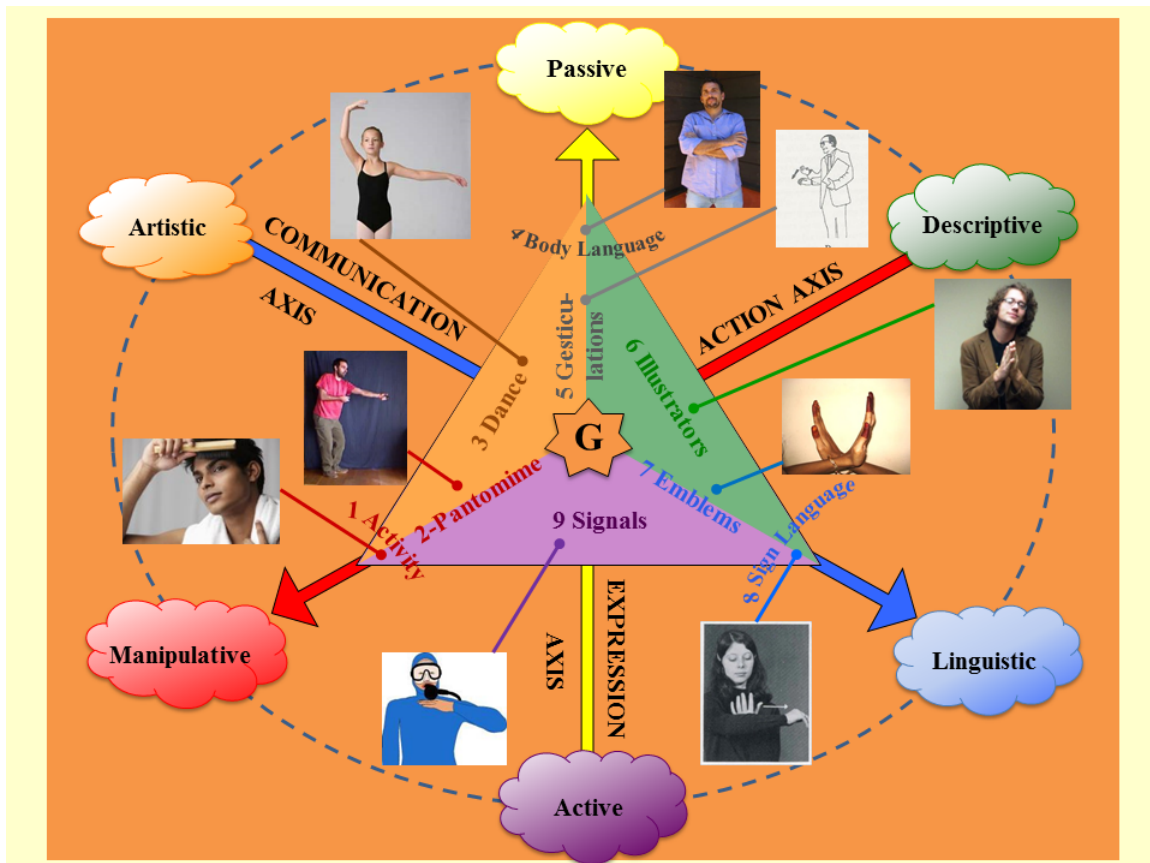 Passive
Artistic
Descriptive
COMMUNICATION
AXIS
ACTION AXIS
4 Body Language
5 Gesticu-
lations
6 Illustrators
3 Dance
G
2-Pantomime
7 Emblems
1 Activity
9 Signals
8 Sign Language
EXPRESSION
AXIS
Manipulative
Linguistic
Active